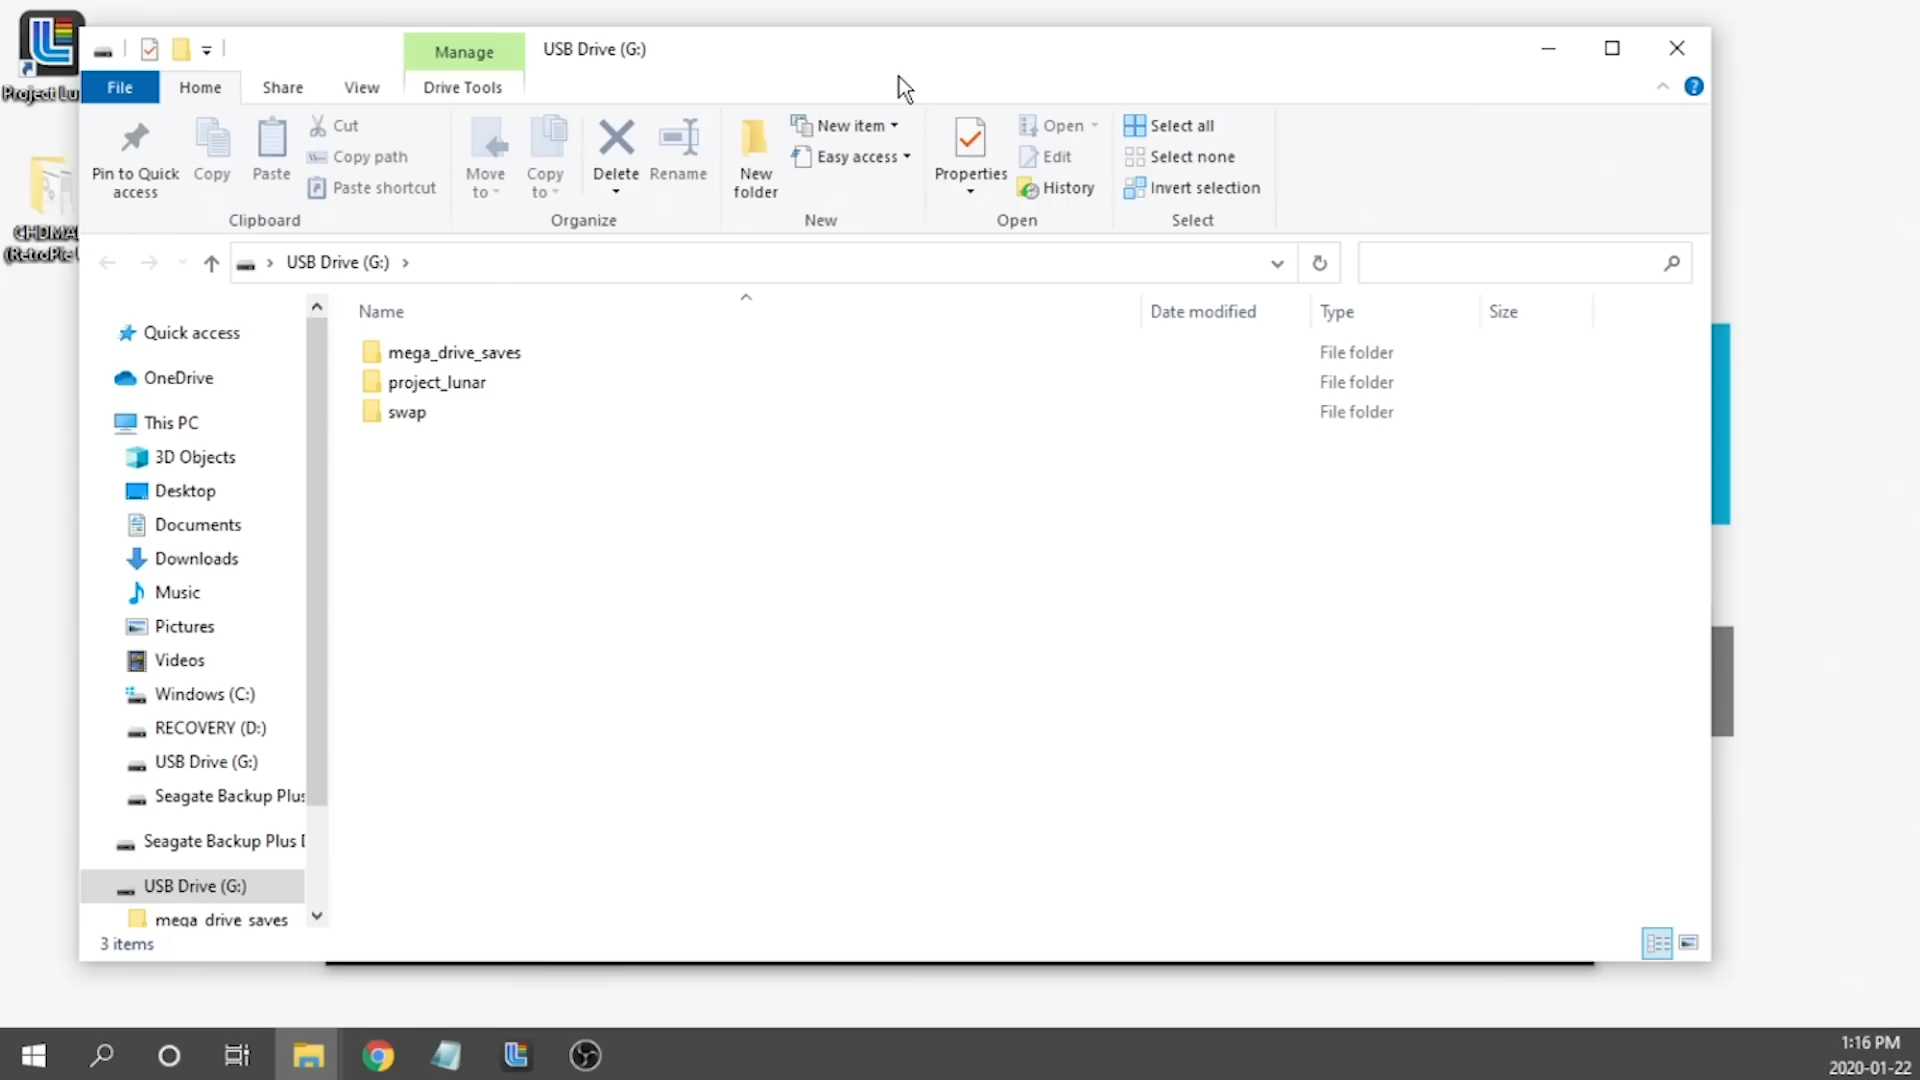 Project Lu
CHDMA
(RetroPie
Manage
USB Drive (G:)
File
Home
Share
View
Drive Tools
Pin to Quick
access
Copy
Paste
Cut
Copy path
Paste shortcut
Clipboard
Move
to
Copy
to
Delete
Rename
Organize
New
folder
New item
Easy access
New
Properties
Open
Edit
History
Open
Select all
Select none
Invert selection
Select
USB Drive (G:)
Name
Date modified
Type
Size
mega_drive_saves
File folder
project_lunar
File folder
swap
File folder
Quick access
OneDrive
This PC
3D Objects
Desktop
Documents
Downloads
Music
Pictures
Videos
Windows (C:)
RECOVERY (D:)
USB Drive (G:)
Seagate Backup Plus
Seagate Backup Plus D
USB Drive (G:)
mega_drive_saves
3 items
1:16 PM
2020-01-22